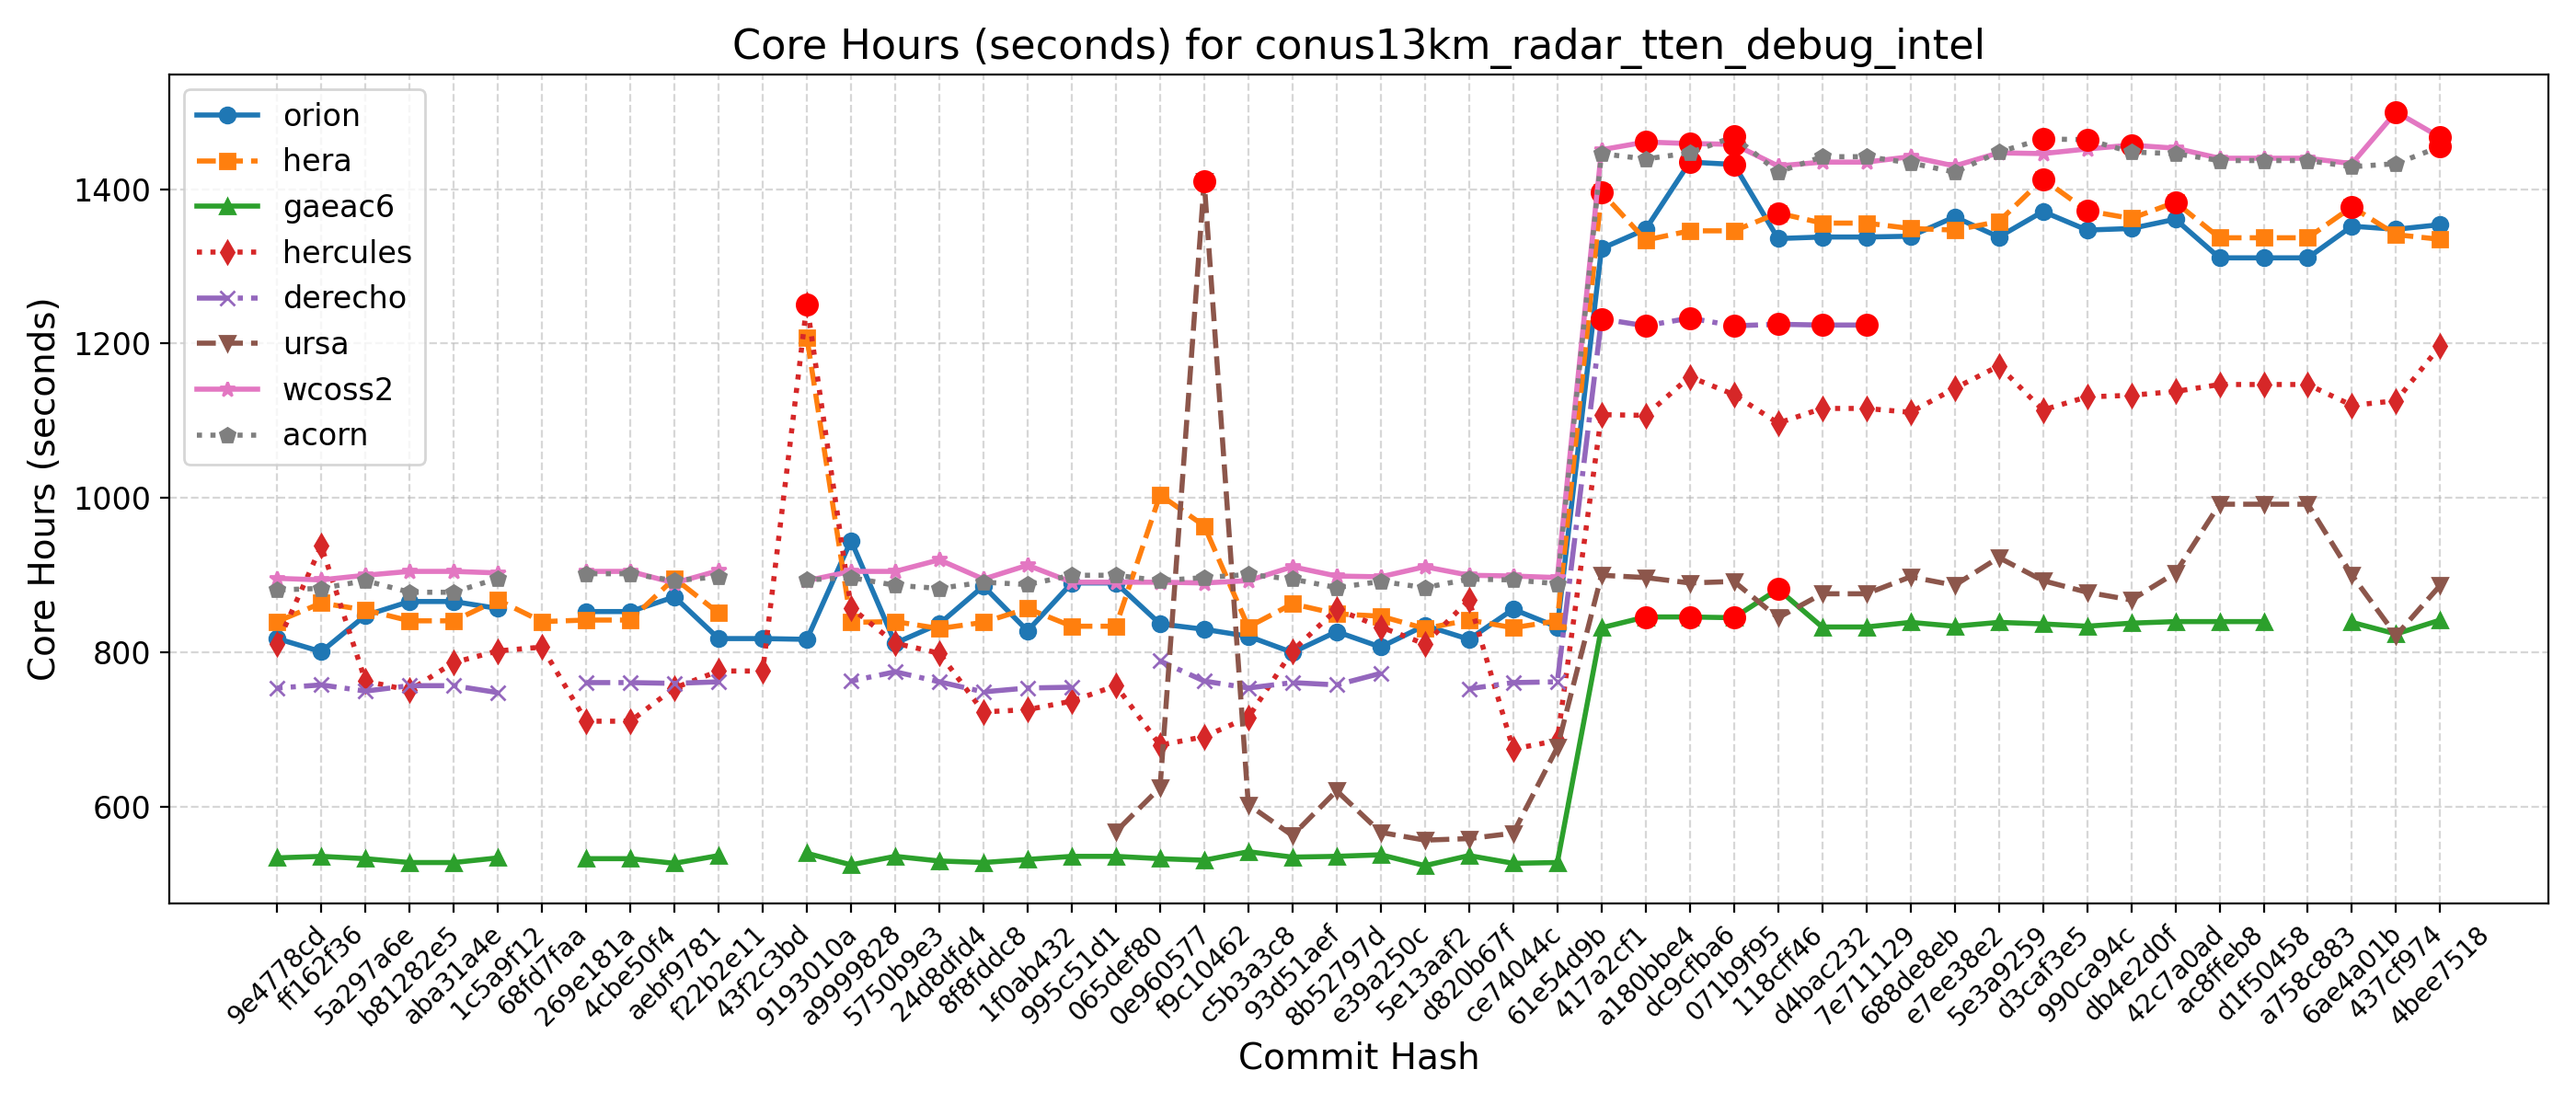 Core Hours (seconds) for conus13km_radar_tten_debug_intel
orion
hera
gaeac6
hercules
derecho
ursa
wcoss2
acorn
Core Hours (seconds)
1400
1200
1000
800
600
9e4778cd
ff162f36
5a297a6e
b81282e5
aba31a4e
1c5a9f12
68fd7faa
269e181a
4cbe50f4
aebf9781
f22b2e11
43f2c3bd
9193010a
a9999828
5750b9e3
24d8dfd4
8f8fddc8
1f0ab432
995c51d1
065def80
0e960577
f9c10462
c5b3a3c8
93d51aef
8b52797d
e39a250c
5e13aaf2
d820b67f
ce74044c
61e54d9b
417a2cf1
a180bbe4
dc9cfba6
071b9f95
118cff46
d4bac232
7e711129
688de8eb
e7ee38e2
5e3a9259
d3caf3e5
990ca94c
db4e2d0f
42c7a0ad
ac8ffeb8
d1f50458
a758c883
6ae4a01b
437cf974
4bee7518
Commit Hash